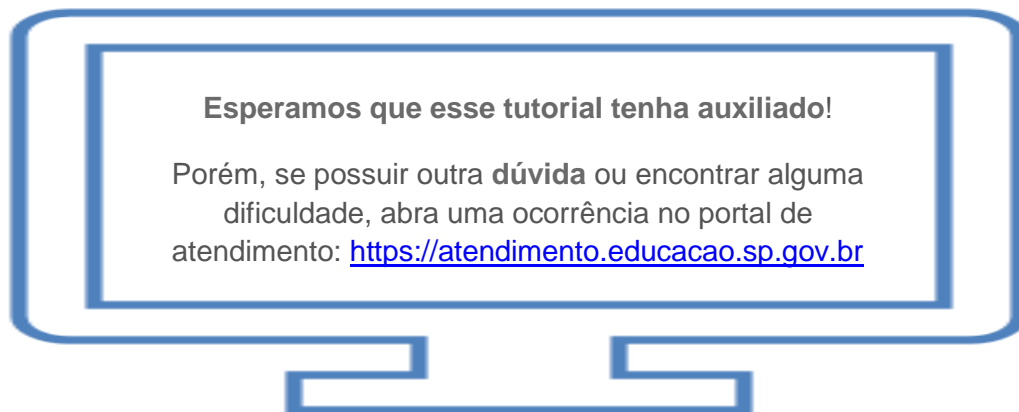 Esperamos que esse tutorial tenha auxiliado!
Porém, se possuir outra dúvida ou encontrar alguma
dificuldade, abra uma ocorrência no portal de
atendimento: https://atendimento.educacao.sp.gov.br